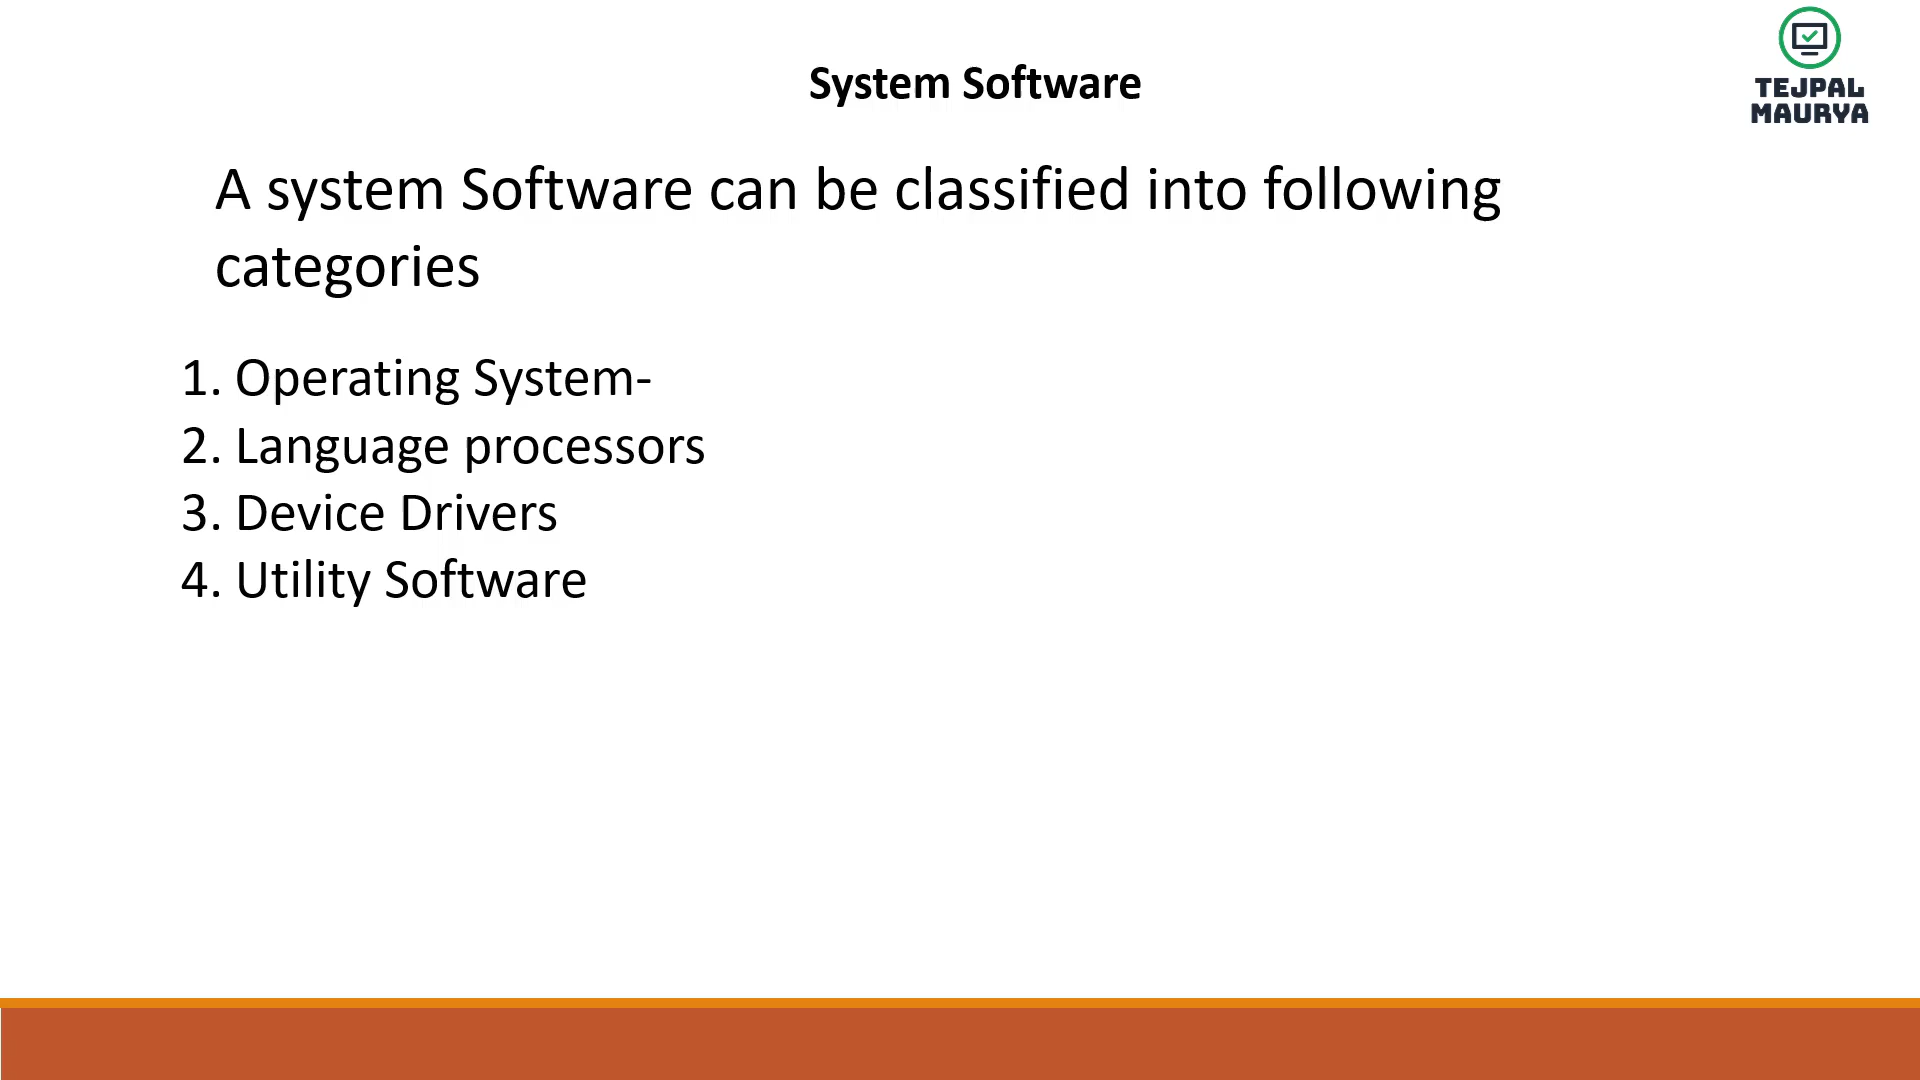 System Software
TEJPAL
MAURYA
A system Software can be classified into following
categories
1. Operating System-
2. Language processors
3. Device Drivers
4. Utility Software